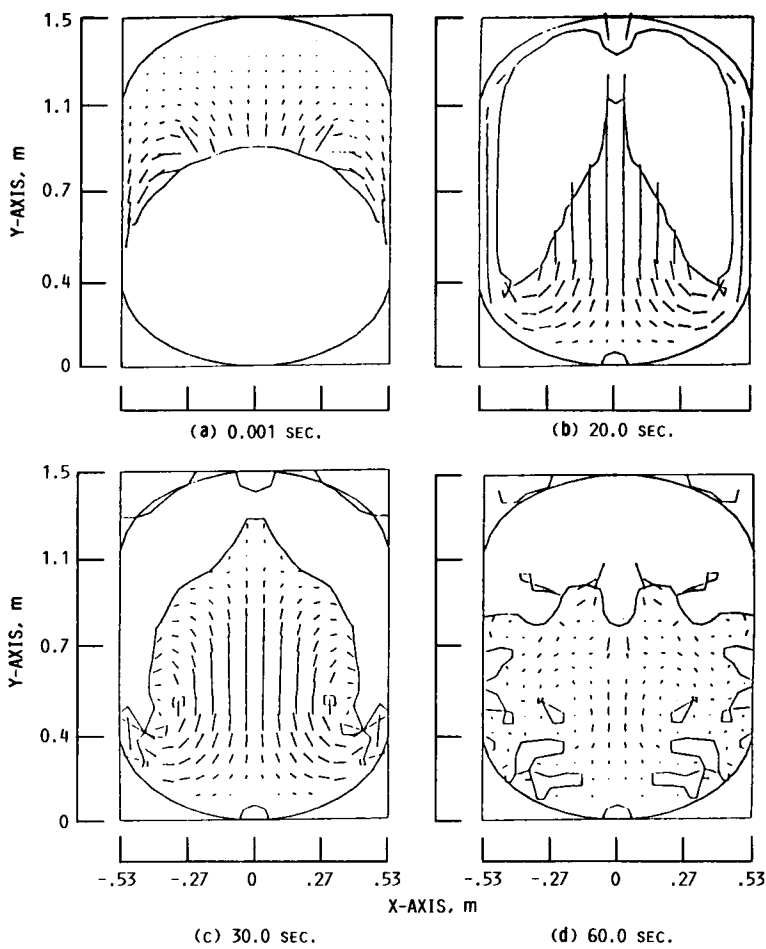 Y-AXIS, m
1.5
1.1
0.7
0.4
0
(a) 0.001 SEC.
(b) 20.0 SEC.
Y-AXIS, m
1.5
1.1
0.7
0.4
0
-.53
-.27
0
.27
.53
-.53
-.27
0
.27
.53
X-AXIS, m
(c) 30.0 SEC.
(d) 60.0 SEC.